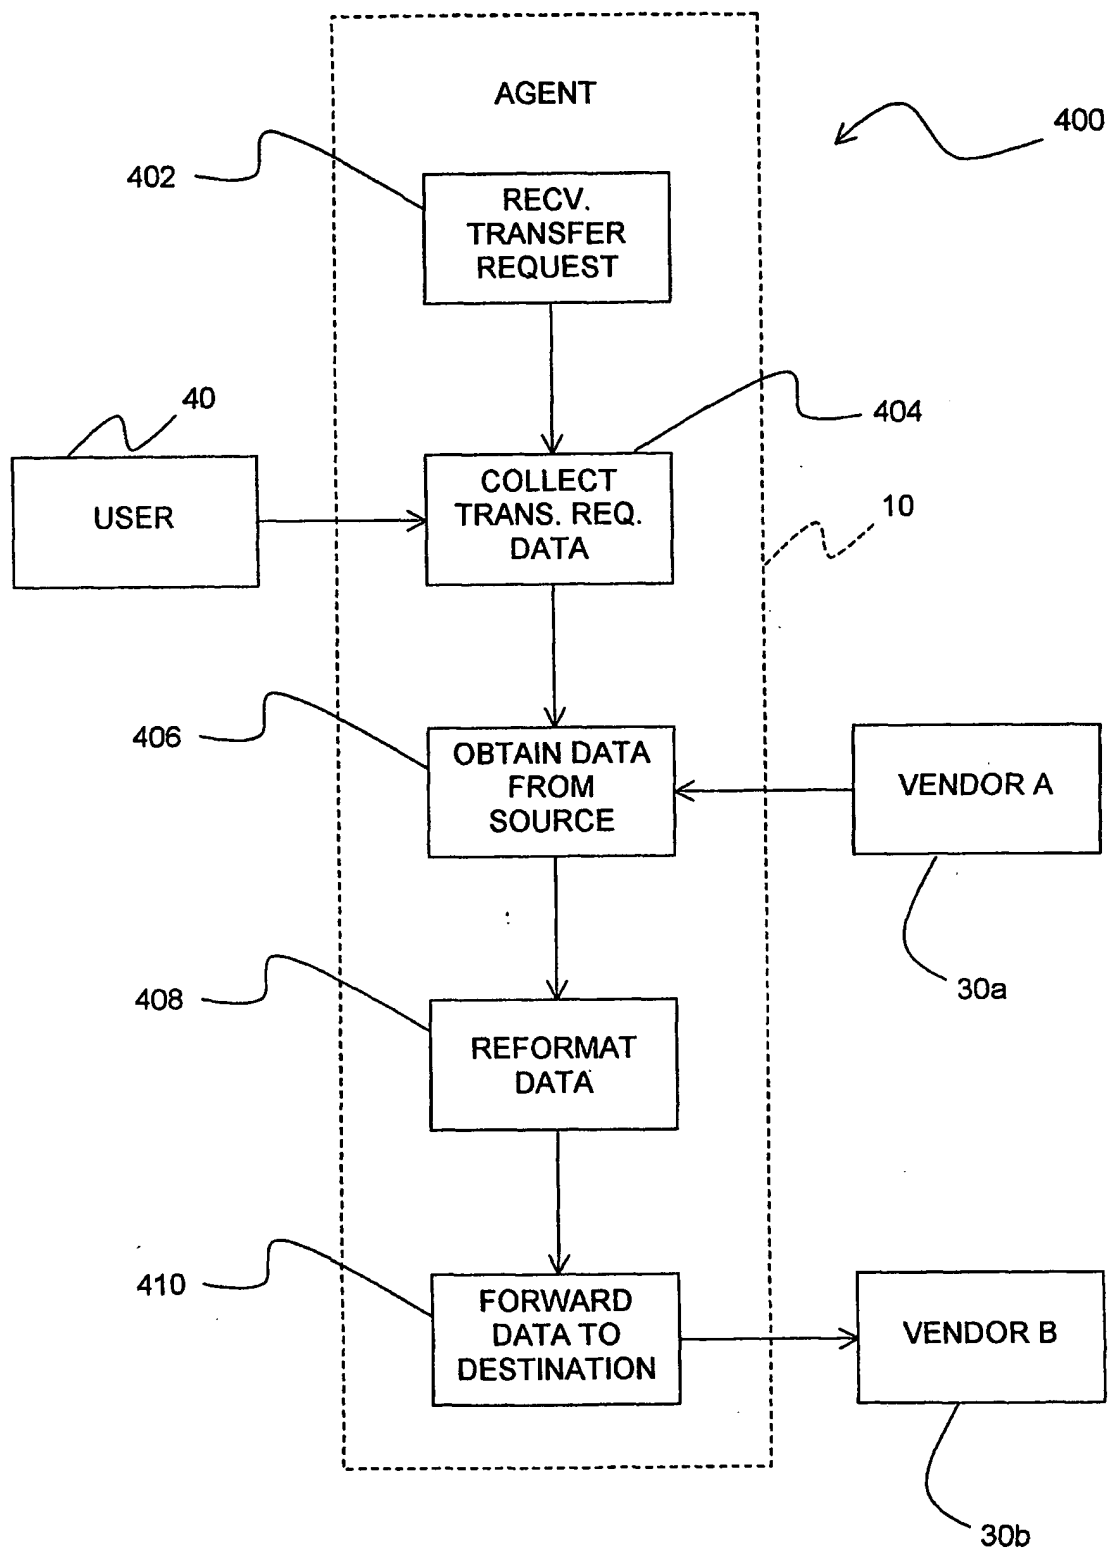 AGENT
400
402
RECV.
TRANSFER
REQUEST
40
404
USER
COLLECT
TRANS. REQ.
DATA
10
406
OBTAIN DATA
FROM
SOURCE
VENDOR A
30a
408
REFORMAT
DATA
410
FORWARD
DATA TO
DESTINATION
VENDOR B
30b